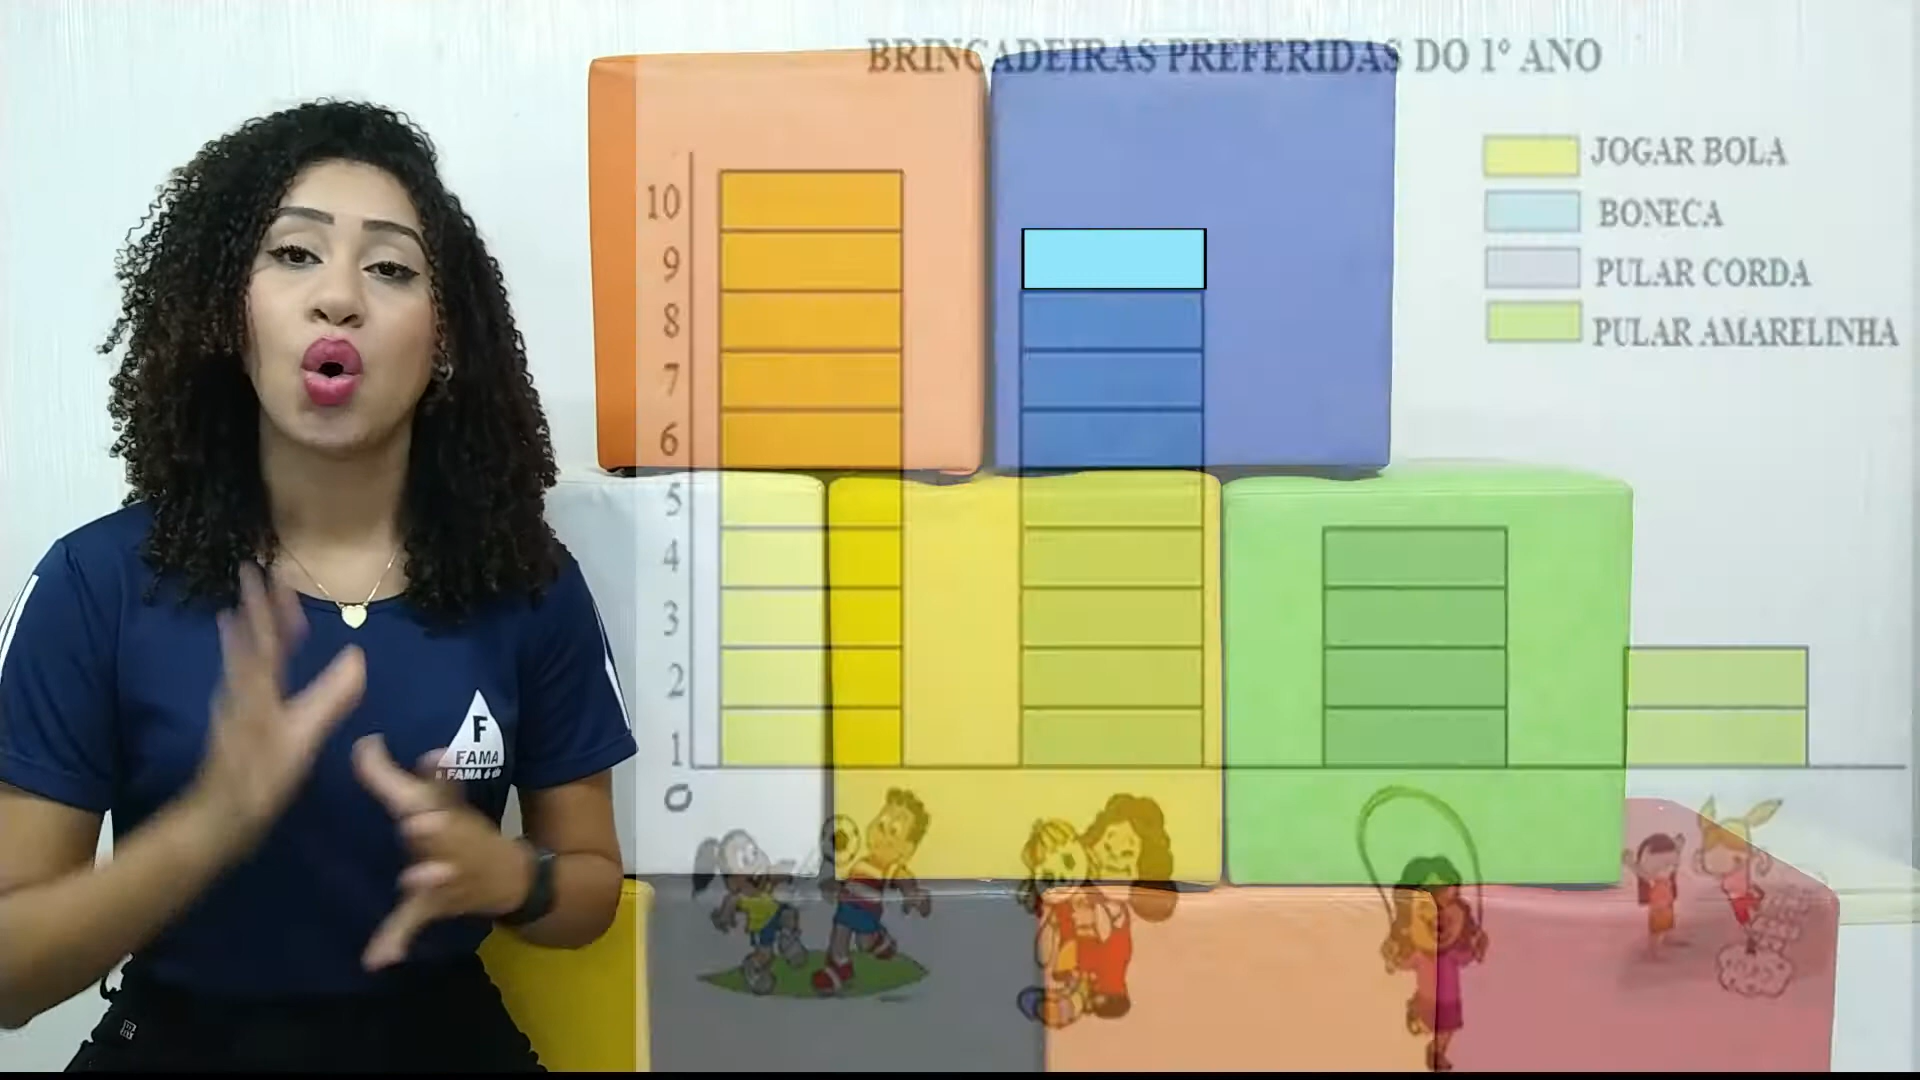 BRINCADEIRAS PREFERIDAS DO 1º ANO
JOGAR BOLA
BONECA
PULAR CORDA
PULAR AMARELINHA
10
9
8
7
6
5
4
3
2
1
0
F
FAMA